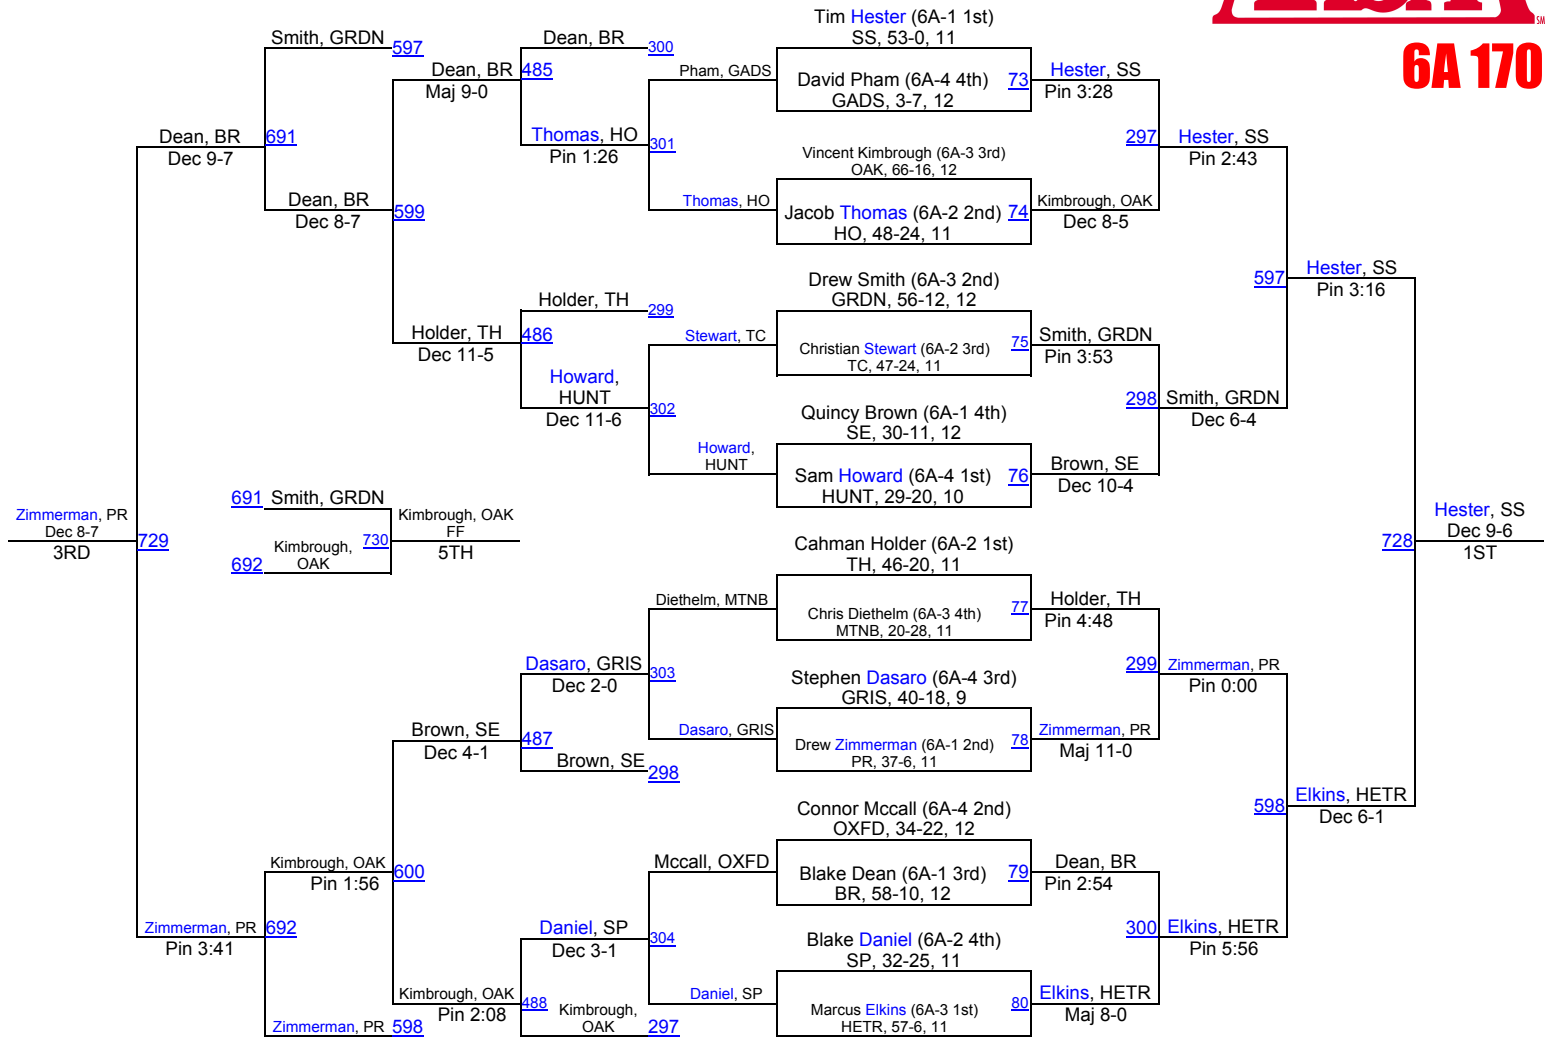 SM
6A 170
Smith, GRDN 597
Dean, BR 485
Maj 9-0
Dean, BR 300
Pham, GADS
Tim Hester (6A-1 1st)
SS, 53-0, 11
David Pham (6A-4 4th) 73
GADS, 3-7, 12
Hester, SS
Pin 3:28
Dean, BR 691
Dec 9-7
Thomas, HO 301
Pin 1:26
297 Hester, SS
Pin 2:43
Vincent Kimbrough (6A-3 3rd)
OAK, 66-16, 12
Dean, BR 599
Dec 8-7
Thomas, HO
Jacob Thomas (6A-2 2nd) 74
HO, 48-24, 11
Kimbrough, OAK
Dec 8-5
Drew Smith (6A-3 2nd)
GRDN, 56-12, 12
597 Hester, SS
Pin 3:16
Holder, TH 299
Holder, TH 486
Dec 11-5
Stewart, TC
Christian Stewart (6A-2 3rd) 75
TC, 47-24, 11
Smith, GRDN
Pin 3:53
Howard,
HUNT 302
Dec 11-6
298 Smith, GRDN
Dec 6-4
Quincy Brown (6A-1 4th)
SE, 30-11, 12
Howard,
HUNT
Sam Howard (6A-4 1st) 76
HUNT, 29-20, 10
Brown, SE
Dec 10-4
691 Smith, GRDN
Zimmerman, PR
Dec 8-7
3RD
729
692 Kimbrough,
OAK
730
Kimbrough, OAK
FF
5TH
728
Hester, SS
Dec 9-6
1ST
Cahman Holder (6A-2 1st)
TH, 46-20, 11
Diethelm, MTNB
Chris Diethelm (6A-3 4th) 77
MTNB, 20-28, 11
Holder, TH
Pin 4:48
Dasaro, GRIS 303
Dec 2-0
299 Zimmerman, PR
Pin 0:00
Stephen Dasaro (6A-4 3rd)
GRIS, 40-18, 9
Brown, SE 487
Dec 4-1
Dasaro, GRIS
Drew Zimmerman (6A-1 2nd) 78
PR, 37-6, 11
Zimmerman, PR
Maj 11-0
Brown, SE 298
Connor Mccall (6A-4 2nd)
OXFD, 34-22, 12
598 Elkins, HETR
Dec 6-1
Kimbrough, OAK 600
Pin 1:56
Mccall, OXFD
Blake Dean (6A-1 3rd) 79
BR, 58-10, 12
Dean, BR
Pin 2:54
Zimmerman, PR 692
Pin 3:41
Daniel, SP 304
Dec 3-1
300 Elkins, HETR
Pin 5:56
Blake Daniel (6A-2 4th)
SP, 32-25, 11
Kimbrough, OAK 488
Pin 2:08
Daniel, SP
Marcus Elkins (6A-3 1st) 80
HETR, 57-6, 11
Elkins, HETR
Maj 8-0
Zimmerman, PR 598
Kimbrough,
OAK 297